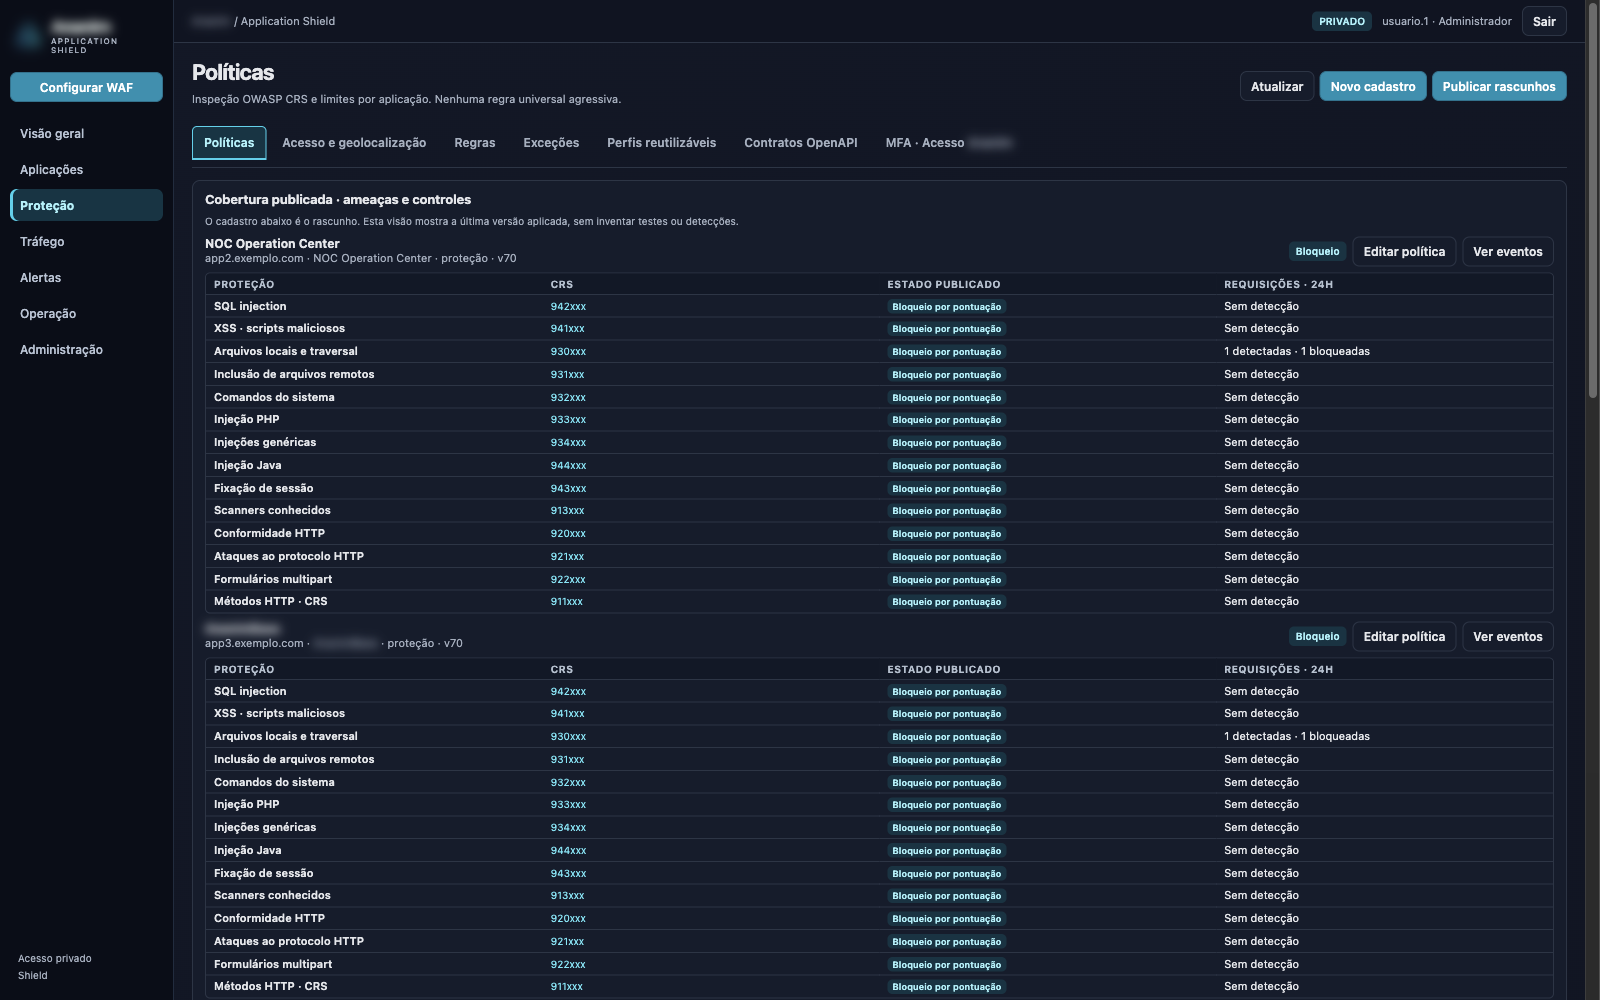 APPLICATION
SHIELD
Configurar WAF
Visão geral
Aplicações
Proteção
Tráfego
Alertas
Operação
Administração
Acesso privado
Shield
/ Application Shield
PRIVADO usuario.1 · Administrador Sair
Políticas
Inspeção OWASP CRS e limites por aplicação. Nenhuma regra universal agressiva.
Atualizar Novo cadastro Publicar rascunhos
Políticas Acesso e geolocalização Regras Exceções Perfis reutilizáveis Contratos OpenAPI MFA · Acesso
Cobertura publicada · ameaças e controles
O cadastro abaixo é o rascunho. Esta visão mostra a última versão aplicada, sem inventar testes ou detecções.
NOC Operation Center
app2.exemplo.com · NOC Operation Center · proteção · v70
Bloqueio Editar política Ver eventos
PROTEÇÃO CRS ESTADO PUBLICADO REQUISIÇÕES · 24H
SQL injection 942xxx Bloqueio por pontuação Sem detecção
XSS · scripts maliciosos 941xxx Bloqueio por pontuação Sem detecção
Arquivos locais e traversal 930xxx Bloqueio por pontuação 1 detectadas · 1 bloqueadas
Inclusão de arquivos remotos 931xxx Bloqueio por pontuação Sem detecção
Comandos do sistema 932xxx Bloqueio por pontuação Sem detecção
Injeção PHP 933xxx Bloqueio por pontuação Sem detecção
Injeções genéricas 934xxx Bloqueio por pontuação Sem detecção
Injeção Java 944xxx Bloqueio por pontuação Sem detecção
Fixação de sessão 943xxx Bloqueio por pontuação Sem detecção
Scanners conhecidos 913xxx Bloqueio por pontuação Sem detecção
Conformidade HTTP 920xxx Bloqueio por pontuação Sem detecção
Ataques ao protocolo HTTP 921xxx Bloqueio por pontuação Sem detecção
Formulários multipart 922xxx Bloqueio por pontuação Sem detecção
Métodos HTTP · CRS 911xxx Bloqueio por pontuação Sem detecção
app3.exemplo.com · · proteção · v70
Bloqueio Editar política Ver eventos
PROTEÇÃO CRS ESTADO PUBLICADO REQUISIÇÕES · 24H
SQL injection 942xxx Bloqueio por pontuação Sem detecção
XSS · scripts maliciosos 941xxx Bloqueio por pontuação Sem detecção
Arquivos locais e traversal 930xxx Bloqueio por pontuação 1 detectadas · 1 bloqueadas
Inclusão de arquivos remotos 931xxx Bloqueio por pontuação Sem detecção
Comandos do sistema 932xxx Bloqueio por pontuação Sem detecção
Injeção PHP 933xxx Bloqueio por pontuação Sem detecção
Injeções genéricas 934xxx Bloqueio por pontuação Sem detecção
Injeção Java 944xxx Bloqueio por pontuação Sem detecção
Fixação de sessão 943xxx Bloqueio por pontuação Sem detecção
Scanners conhecidos 913xxx Bloqueio por pontuação Sem detecção
Conformidade HTTP 920xxx Bloqueio por pontuação Sem detecção
Ataques ao protocolo HTTP 921xxx Bloqueio por pontuação Sem detecção
Formulários multipart 922xxx Bloqueio por pontuação Sem detecção
Métodos HTTP · CRS 911xxx Bloqueio por pontuação Sem detecção